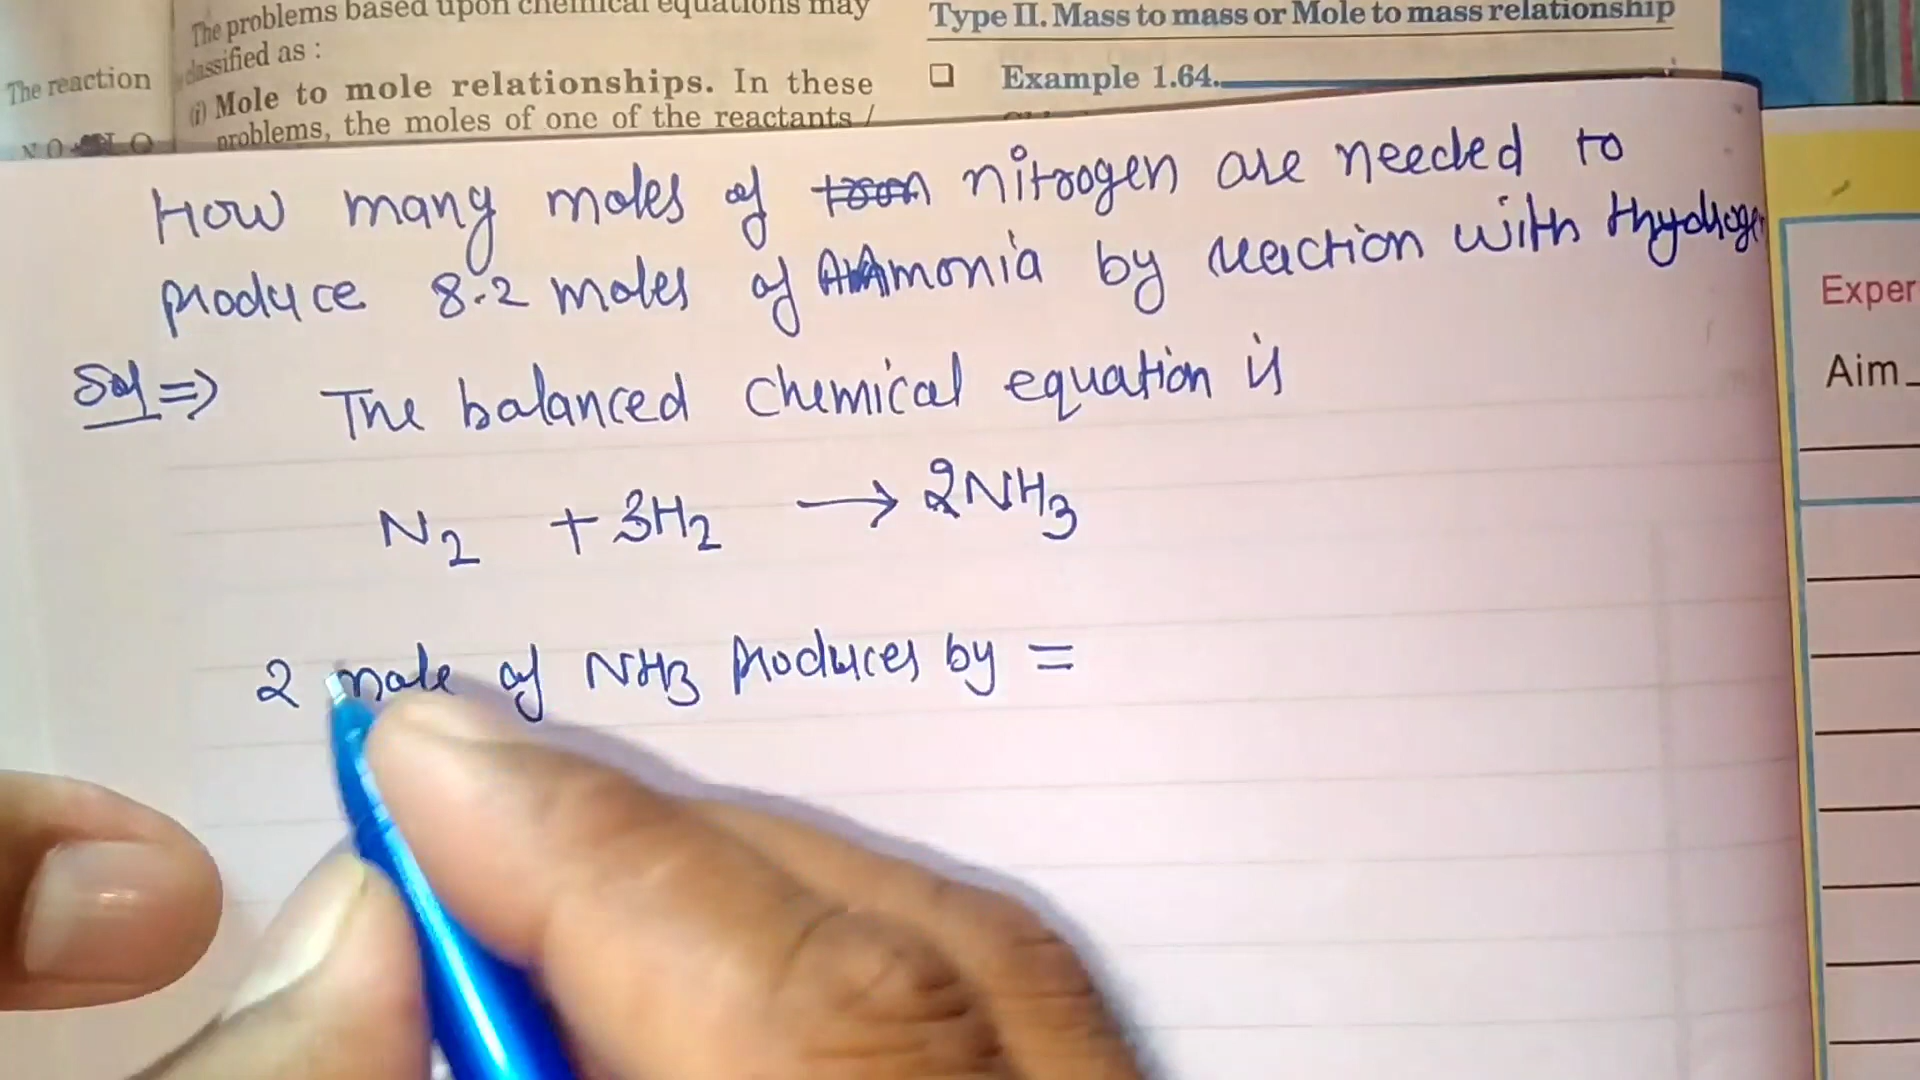 The problems based upon chemical equations may
classified as :
(i) Mole to mole relationships. In these
problems, the moles of one of the reactants /
The reaction
Type II. Mass to mass or Mole to mass relationship
Example 1.64.
How many moles of nitrogen are needed to
produce 8.2 moles of Ammonia by reaction with Hydrogen
Sol ⇒ The balanced chemical equation is
N2 + 3H2 → 2NH3
2 mole of NH3 produces by =
Exper
Aim